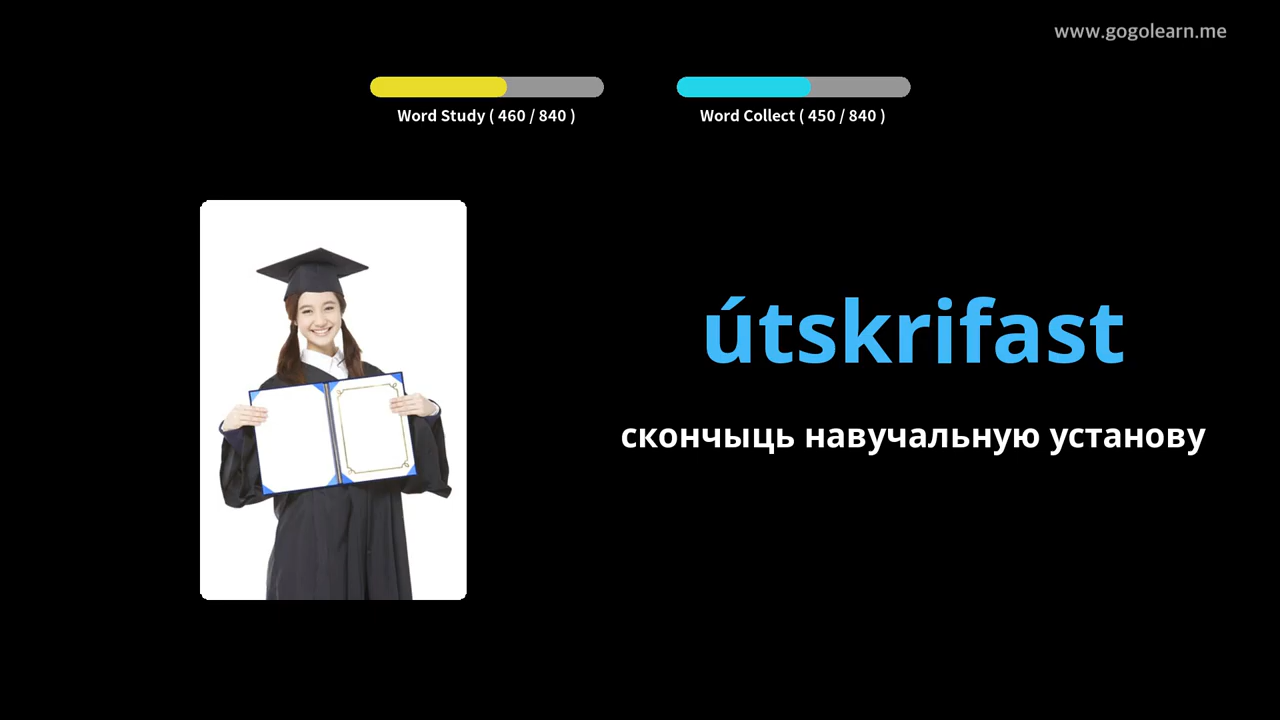 www.gogolearn.me
Word Study ( 460 / 840 )
Word Collect ( 450 / 840 )
útskrifast
скончыць навучальную установу